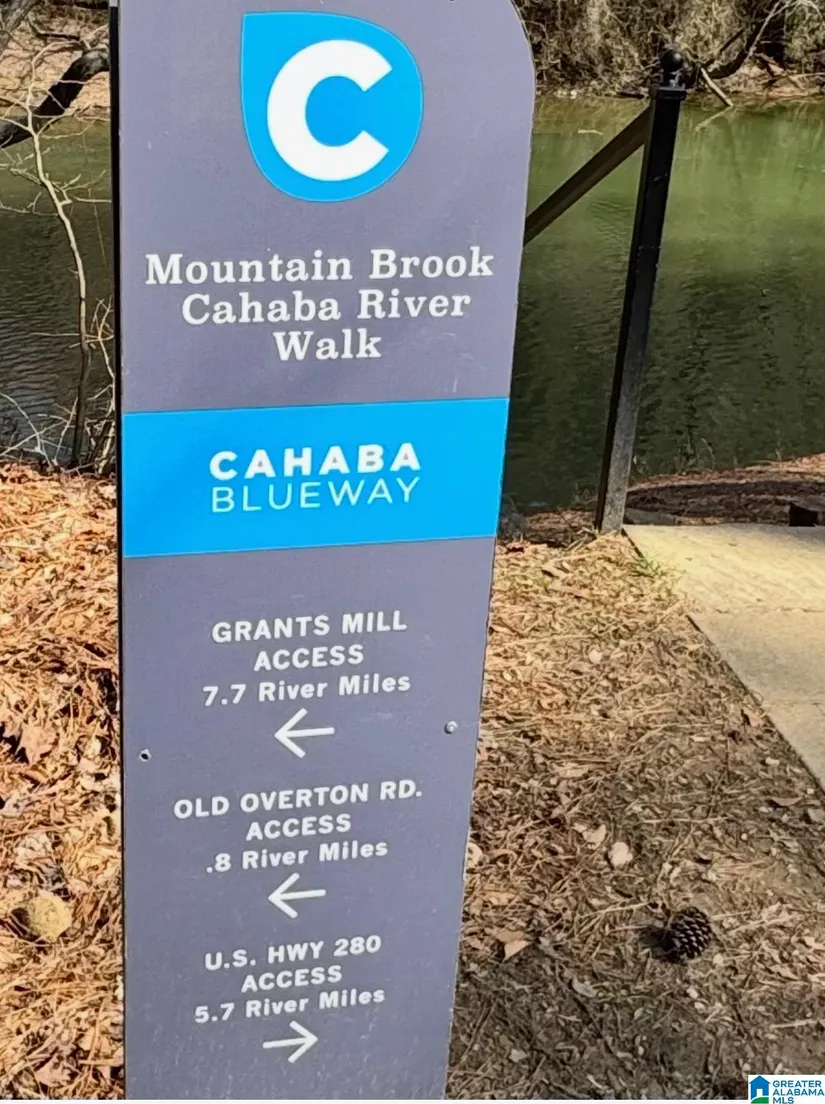 C
Mountain Brook
Cahaba River
Walk
CAHABA
BLUEWAY
GRANTS MILL
ACCESS
7.7 River Miles
←
OLD OVERTON RD.
ACCESS
.8 River Miles
←
U.S. HWY 280
ACCESS
5.7 River Miles
→
GREATER
ALABAMA
MLS